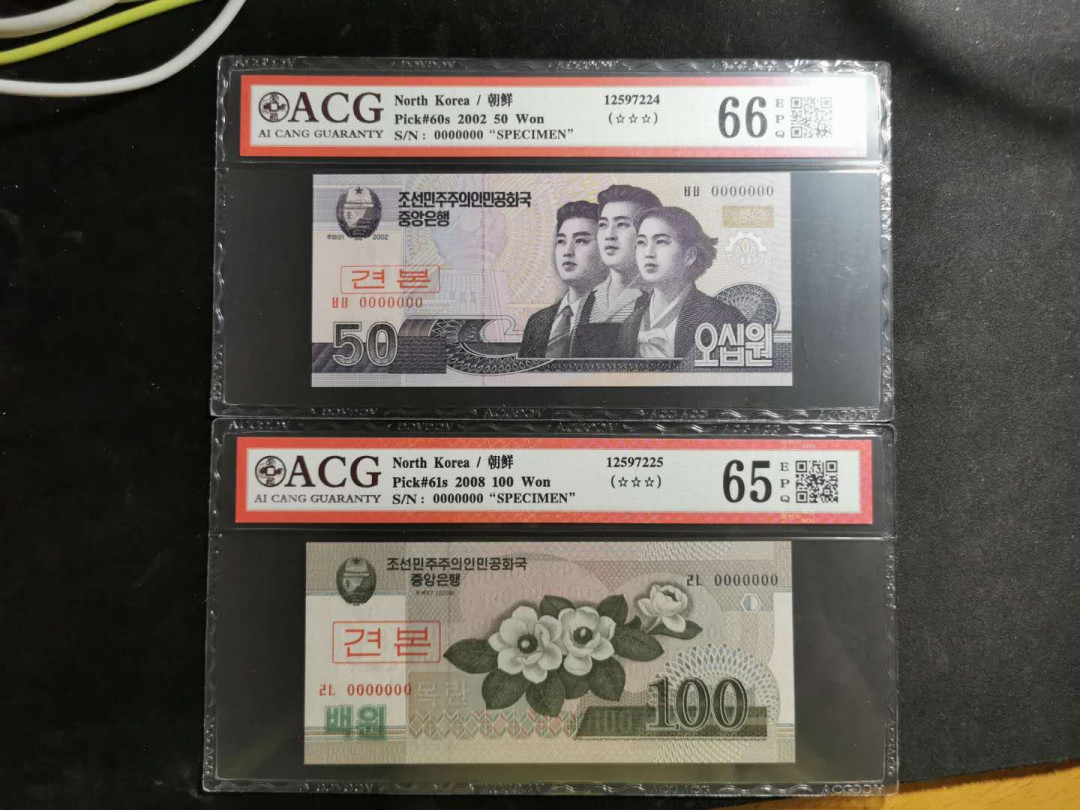 ACG
AI CANG GUARANTY
North Korea / 朝鲜
Pick#60s 2002 50 Won
S/N : 0000000 “SPECIMEN”
12597224
(☆☆☆)
66
EPQ
조선민주주의인민공화국
중앙은행
2002
ㅂㅂ 0000000
견본
ㅂㅂ 0000000
50
오십원
ACG
AI CANG GUARANTY
North Korea / 朝鲜
Pick#61s 2008 100 Won
S/N : 0000000 “SPECIMEN”
12597225
(☆☆☆)
65
EPQ
조선민주주의인민공화국
중앙은행
ㄹㄴ 0000000
견본
ㄹㄴ 0000000
목란
백원
100